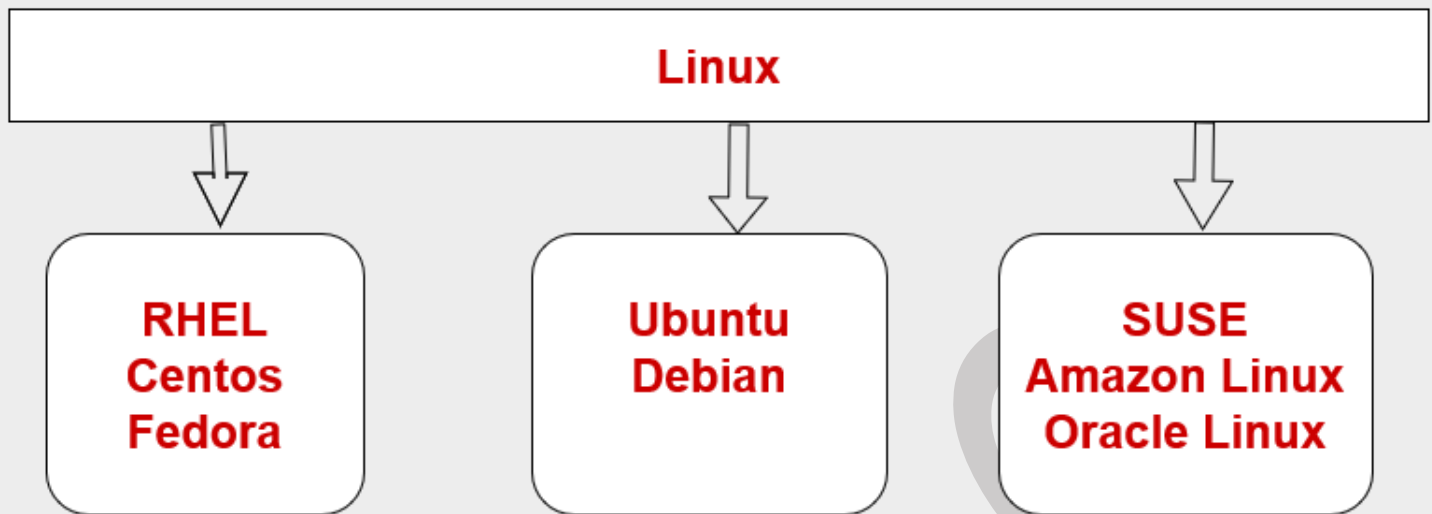 Linux
RHEL
Centos
Fedora
Ubuntu
Debian
SUSE
Amazon Linux
Oracle Linux